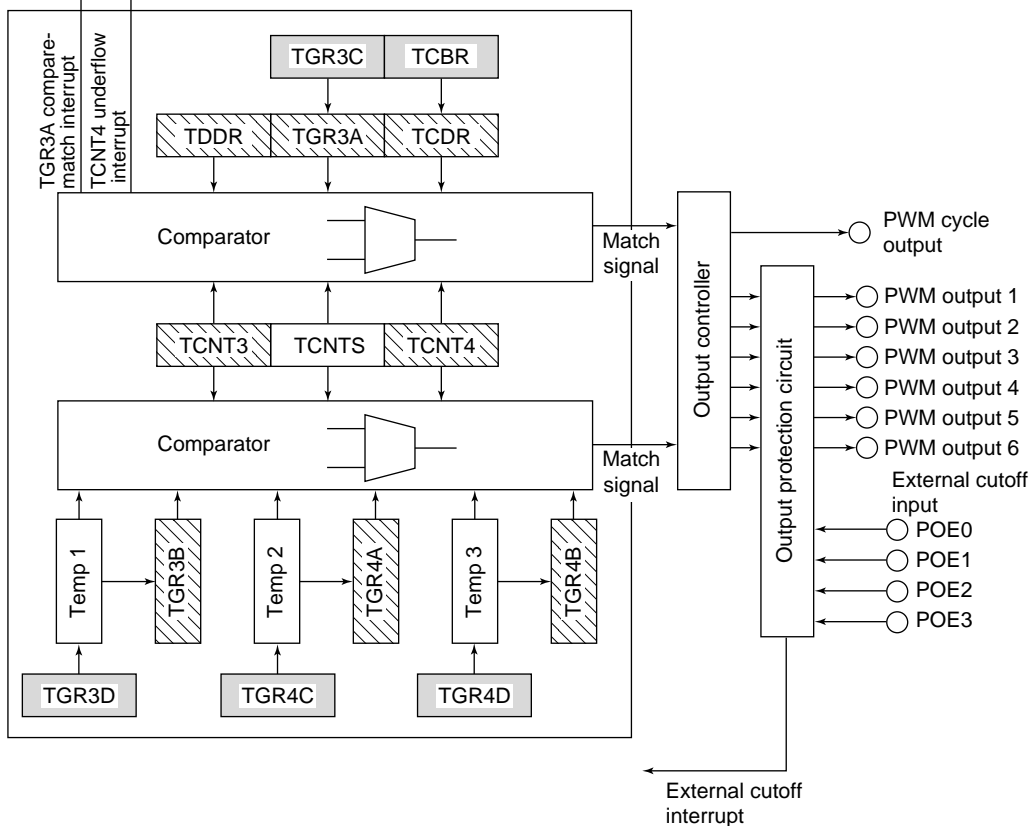 TGR3A compare-
match interrupt
TCNT4 underflow
interrupt
TGR3C
TCBR
TDDR
TGR3A
TCDR
Comparator
Match
signal
PWM cycle
output
Output controller
Output protection circuit
PWM output 1
PWM output 2
PWM output 3
PWM output 4
PWM output 5
PWM output 6
TCNT3
TCNTS
TCNT4
Comparator
Match
signal
External cutoff
input
POE0
POE1
POE2
POE3
Temp 1
TGR3B
Temp 2
TGR4A
Temp 3
TGR4B
TGR3D
TGR4C
TGR4D
External cutoff
interrupt